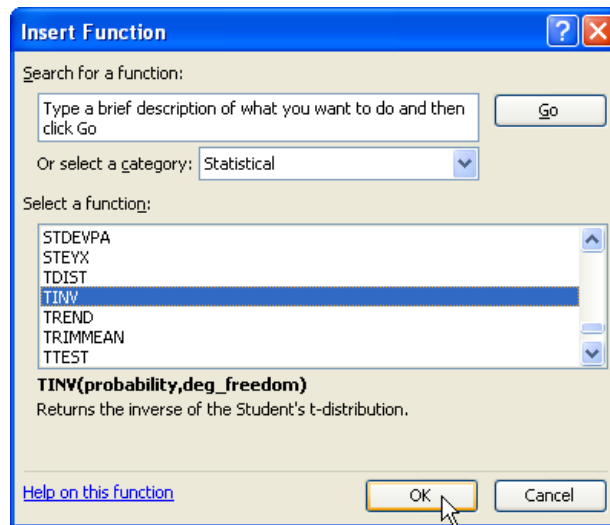 Insert Function
Search for a function:
Type a brief description of what you want to do and then
click Go
Go
Or select a category: Statistical
Select a function:
STDEVPA
STEYX
TDIST
TINV
TREND
TRIMMEAN
TTEST
TINV(probability,deg_freedom)
Returns the inverse of the Student's t-distribution.
Help on this function
OK
Cancel